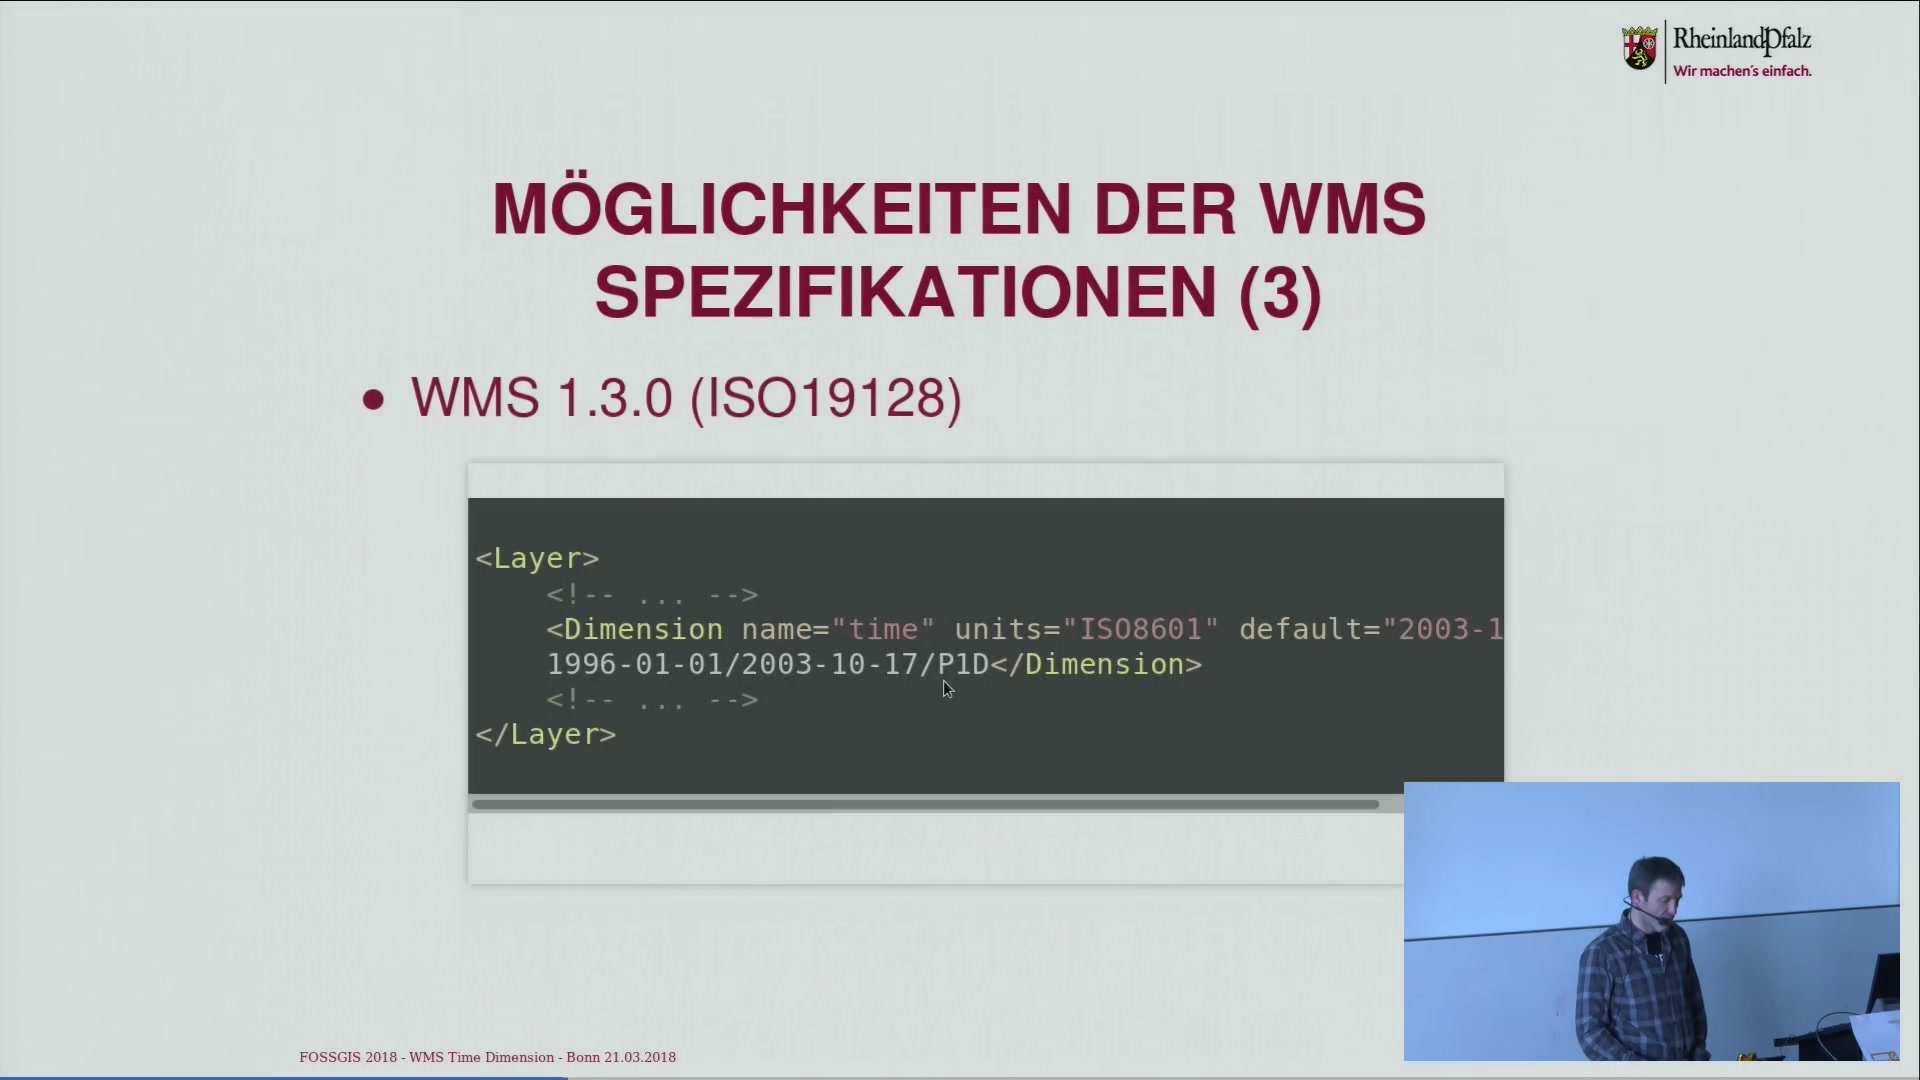 RheinlandPfalz
Wir machen's einfach.
MÖGLICHKEITEN DER WMS
SPEZIFIKATIONEN (3)
• WMS 1.3.0 (ISO19128)
<Layer>
<!-- ... -->
<Dimension name="time" units="ISO8601" default="2003-1
1996-01-01/2003-10-17/P1D</Dimension>
<!-- ... -->
</Layer>
FOSSGIS 2018 - WMS Time Dimension - Bonn 21.03.2018